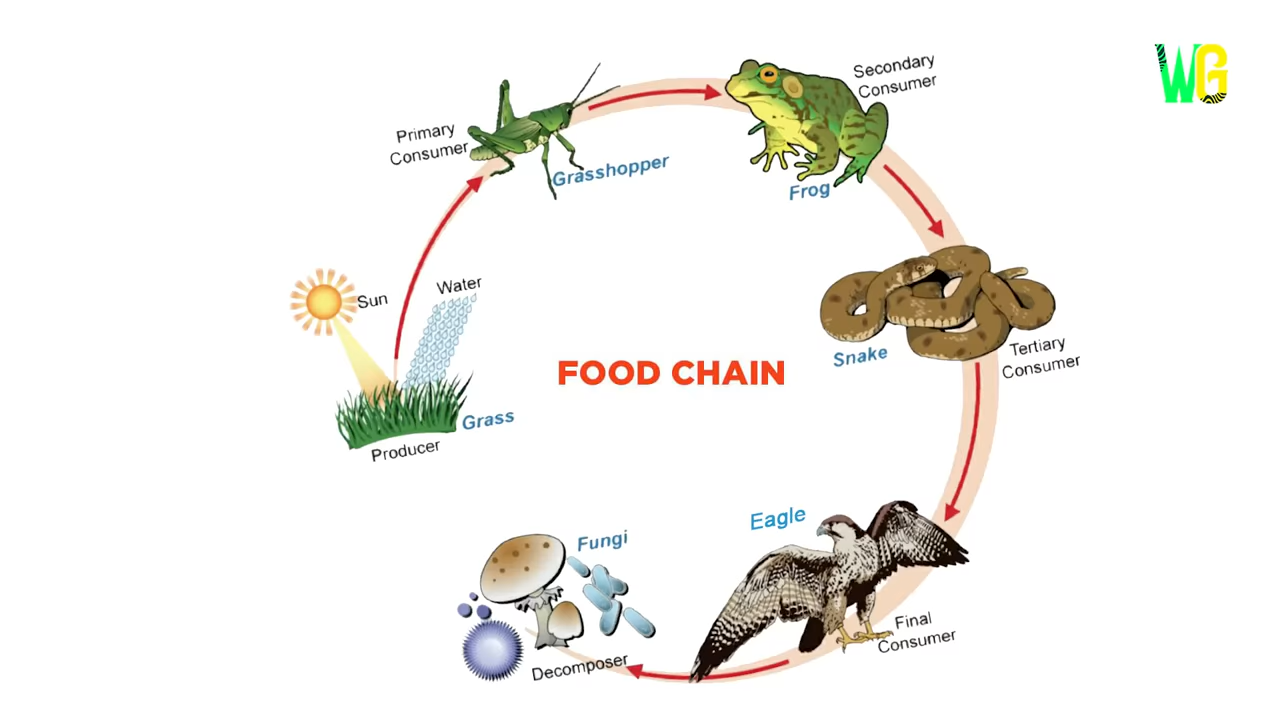 WG
Secondary
Consumer
Primary
Consumer
Grasshopper
Frog
Sun
Water
Snake
Tertiary
Consumer
FOOD CHAIN
Grass
Producer
Eagle
Fungi
Final
Consumer
Decomposer